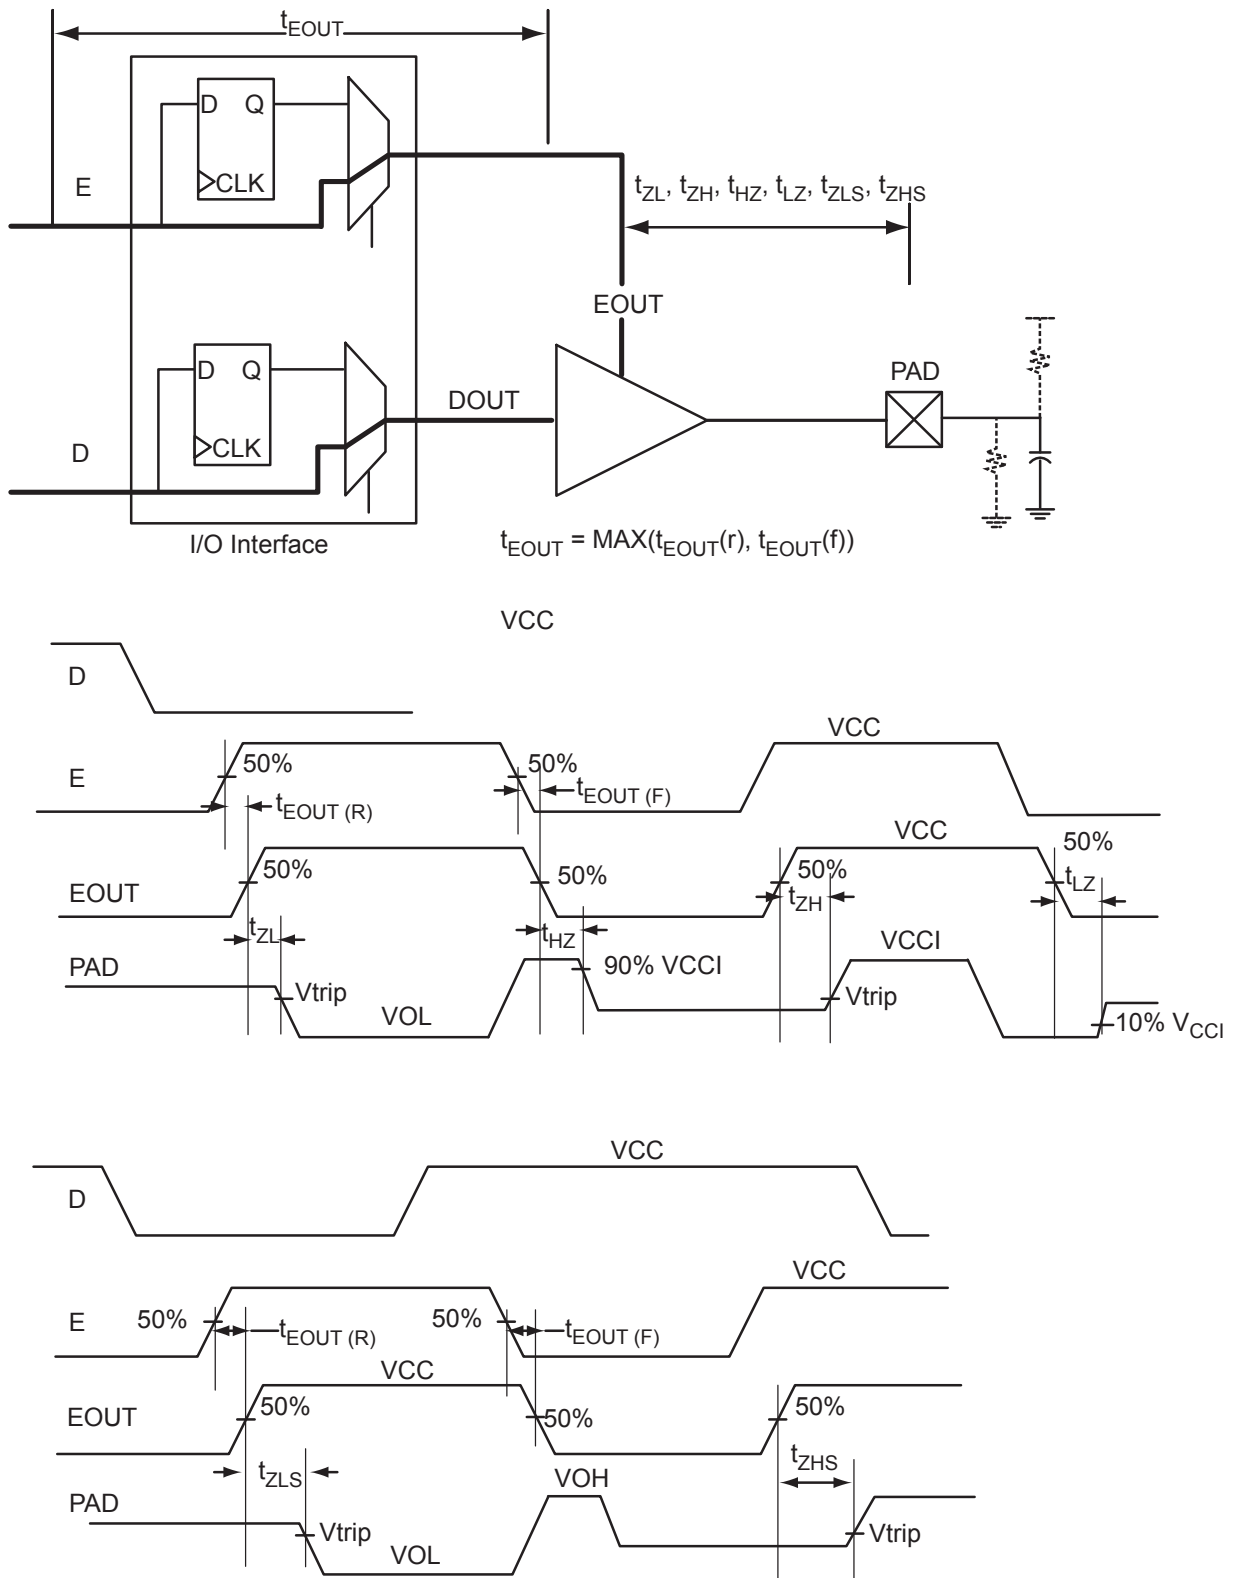 tEOUT
D Q
CLK
E
tZL, tZH, tHZ, tLZ, tZLS, tZHS
EOUT
D Q
CLK
D
DOUT
PAD
I/O Interface
tEOUT = MAX(tEOUT(r), tEOUT(f))
VCC
D
VCC
E
50%
50%
tEOUT (R)
tEOUT (F)
VCC
50%
EOUT
50%
50%
50%
tZL
tHZ
tZH
tLZ
PAD
VCCI
90% VCCI
Vtrip
Vtrip
VOL
10% VCCI
VCC
D
VCC
E
50%
50%
tEOUT (R)
tEOUT (F)
VCC
EOUT
50%
50%
50%
tZLS
tZHS
PAD
VOH
Vtrip
Vtrip
VOL